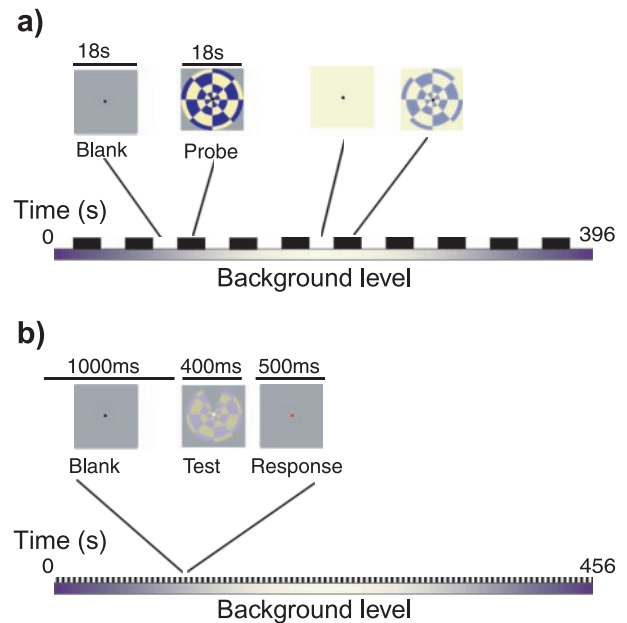 a)
18s 18s
Blank Probe
Time (s)
0 396
Background level
b)
1000ms 400ms 500ms
Blank Test Response
Time (s)
0 456
Background level